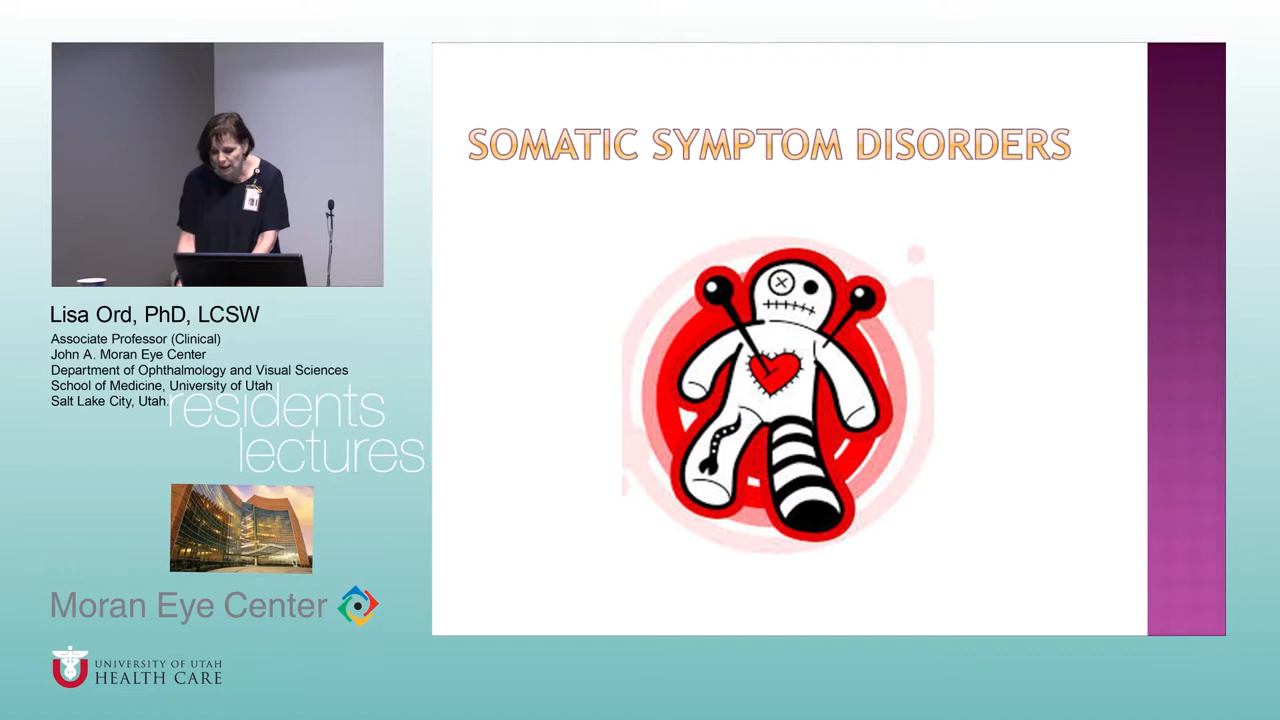 SOMATIC SYMPTOM DISORDERS
Lisa Ord, PhD, LCSW
Associate Professor (Clinical)
John A. Moran Eye Center
Department of Ophthalmology and Visual Sciences
School of Medicine, University of Utah
Salt Lake City, Utah.
residents
lectures
Moran Eye Center
UNIVERSITY OF UTAH
HEALTH CARE